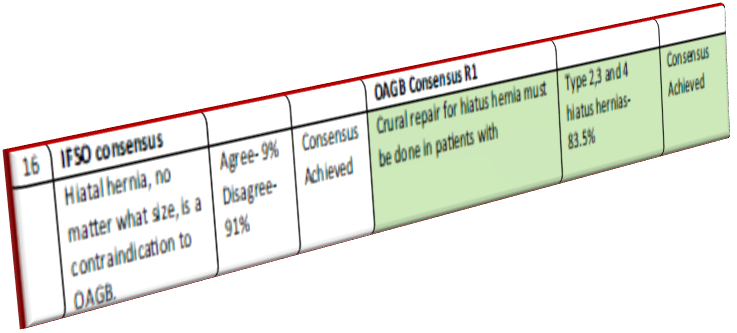 16
IFSO consensus
Hiatal hernia, no
matter what size, is a
contraindication to
OAGB.
Agree- 9%
Disagree-
91%
Consensus
Achieved
OAGB Consensus R1
Crural repair for hiatus hernia must
be done in patients with
Type 2,3 and 4
hiatus hernias-
83.5%
Consensus
Achieved